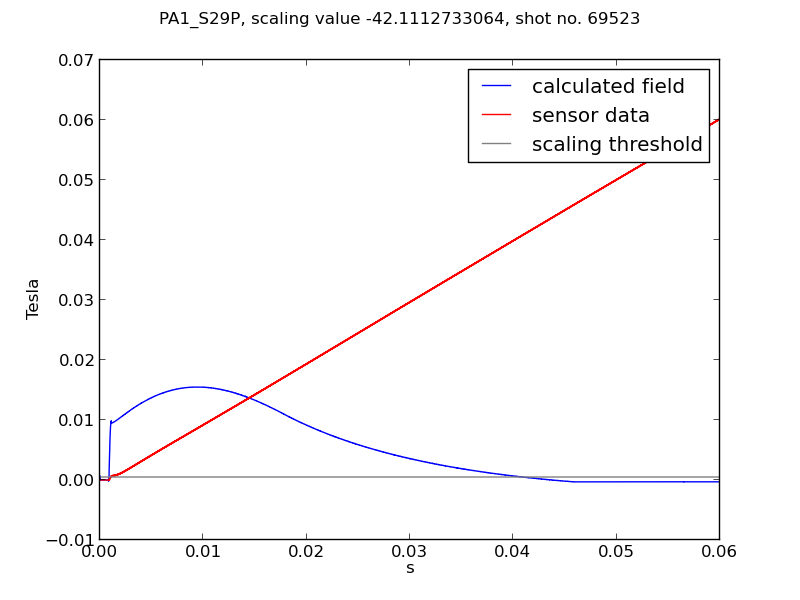 PA1_S29P, scaling value -42.1112733064, shot no. 69523
0.07
0.06
0.05
0.04
0.03
0.02
0.01
0.00
−0.01
Tesla
calculated field
sensor data
scaling threshold
0.00 0.01 0.02 0.03 0.04 0.05 0.06
s